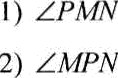 1) ∠PMN
2) ∠MPN